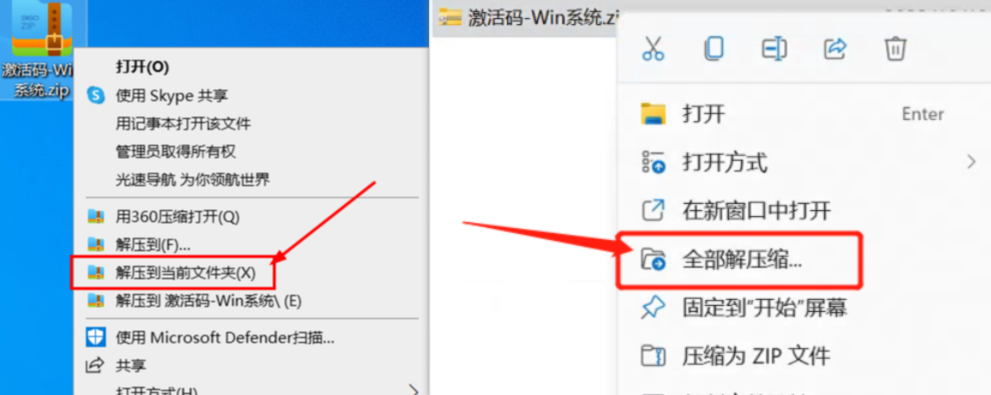 360
ZIP
激活码-Wi
系统.zip
打开(O)
使用 Skype 共享
用记事本打开该文件
管理员取得所有权
光速导航 为你领航世界
用360压缩打开(Q)
解压到(F)...
解压到当前文件夹(X)
解压到 激活码-Win系统\ (E)
使用 Microsoft Defender扫描...
共享
打开方式(H)
激活码-Win系统.zi
打开 Enter
打开方式
在新窗口中打开
全部解压缩...
固定到"开始"屏幕
压缩为 ZIP 文件